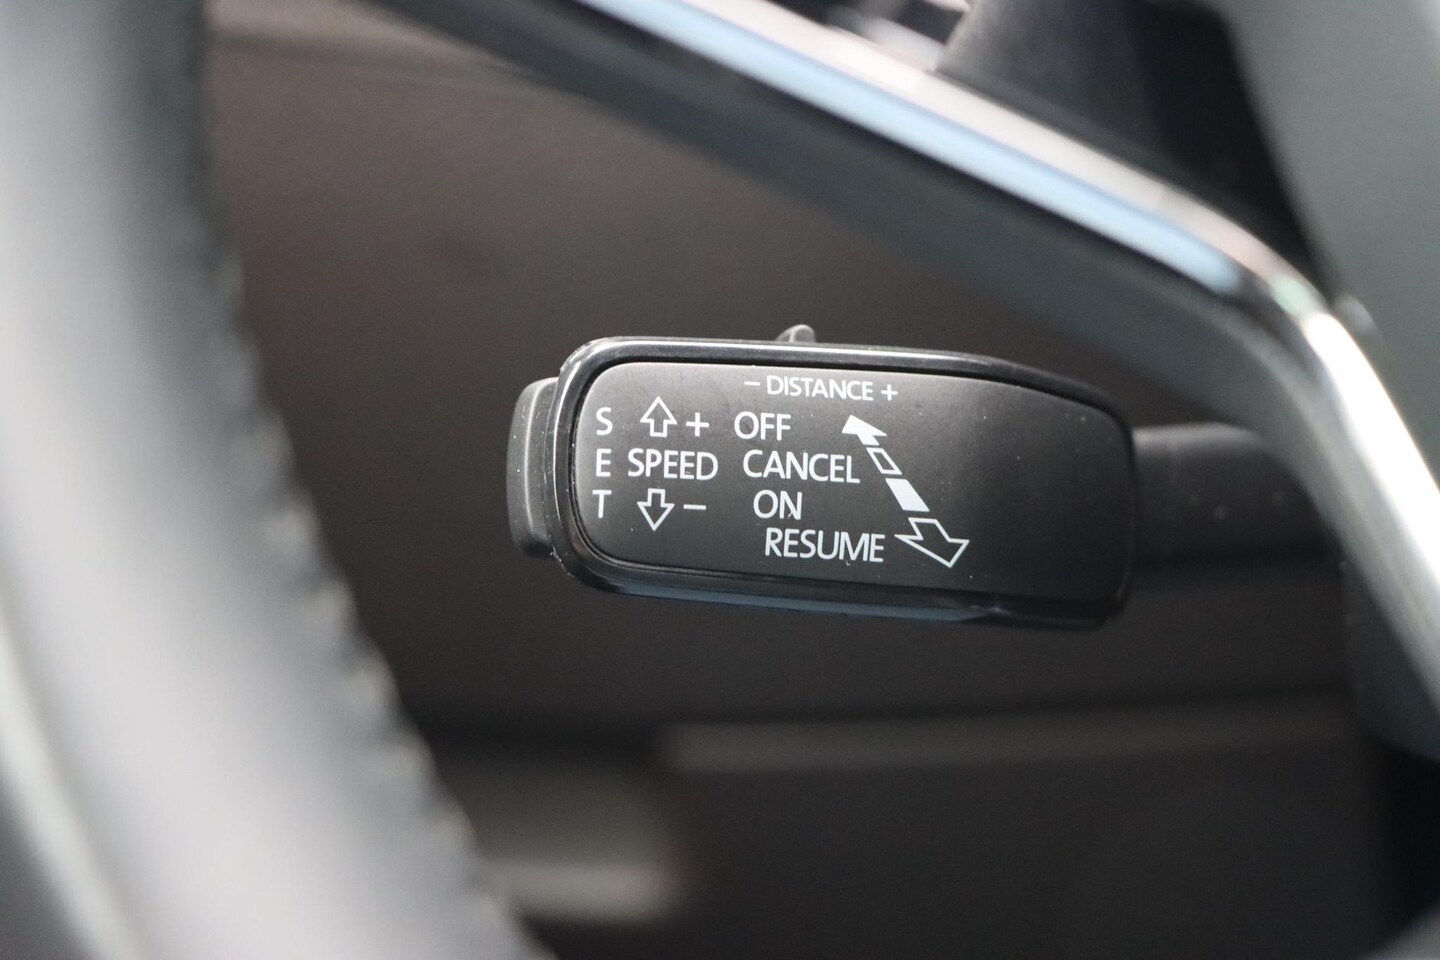 − DISTANCE +
S + OFF
E SPEED CANCEL
T − ON
RESUME